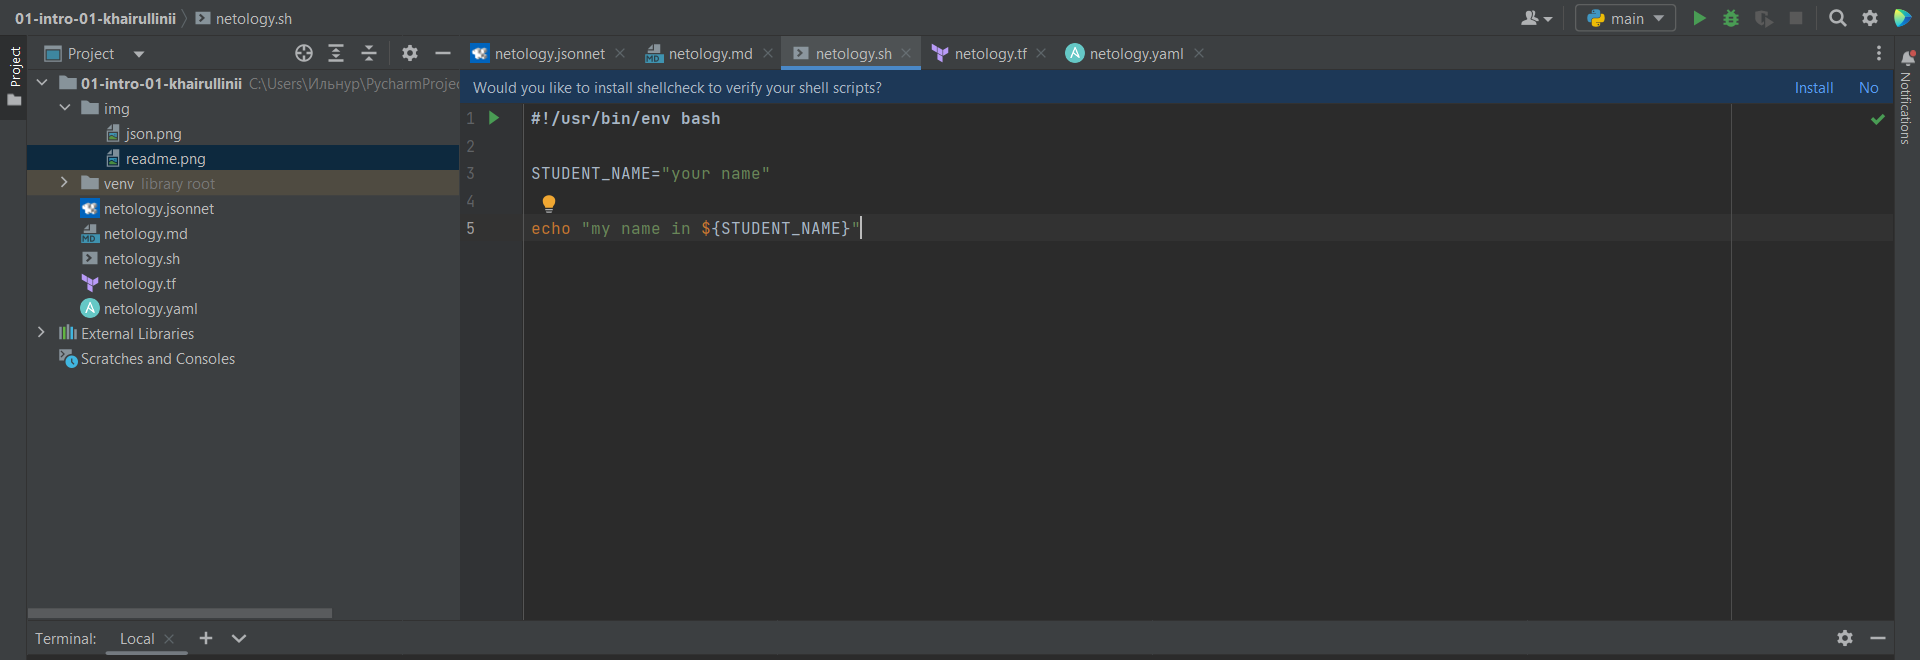 01-intro-01-khairullinii netology.sh
main
Project
Project
netology.jsonnet netology.md netology.sh netology.tf netology.yaml
01-intro-01-khairullinii C:\Users\Ильнур\PycharmProjec
Would you like to install shellcheck to verify your shell scripts? Install No
Notifications
img
json.png
readme.png
venv library root
netology.jsonnet
netology.md
netology.sh
netology.tf
netology.yaml
External Libraries
Scratches and Consoles
1 #!/usr/bin/env bash
2
3 STUDENT_NAME="your name"
4
5 echo "my name in ${STUDENT_NAME}"
Terminal: Local